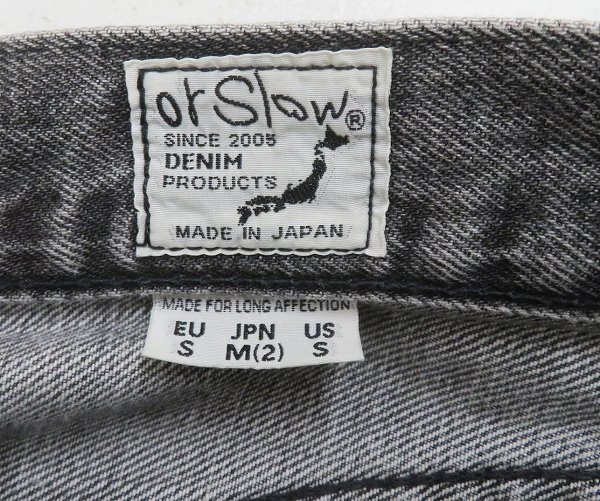 orSlow®
SINCE 2005
DENIM
PRODUCTS
MADE IN JAPAN
MADE FOR LONG AFFECTION
EU JPN US
S M(2) S